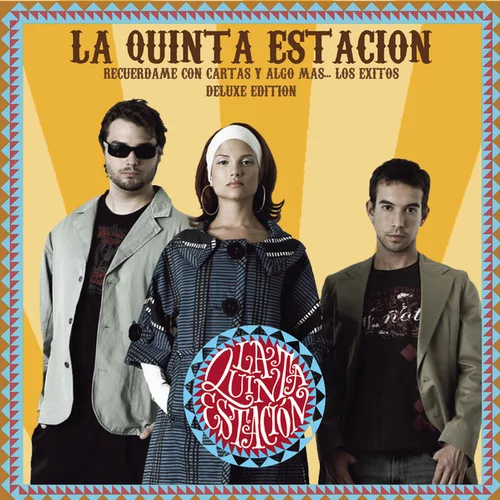 LA QUINTA ESTACION
RECUERDAME CON CARTAS Y ALGO MAS... LOS EXITOS
DELUXE EDITION
LA
QUINTA
ESTACIÓN